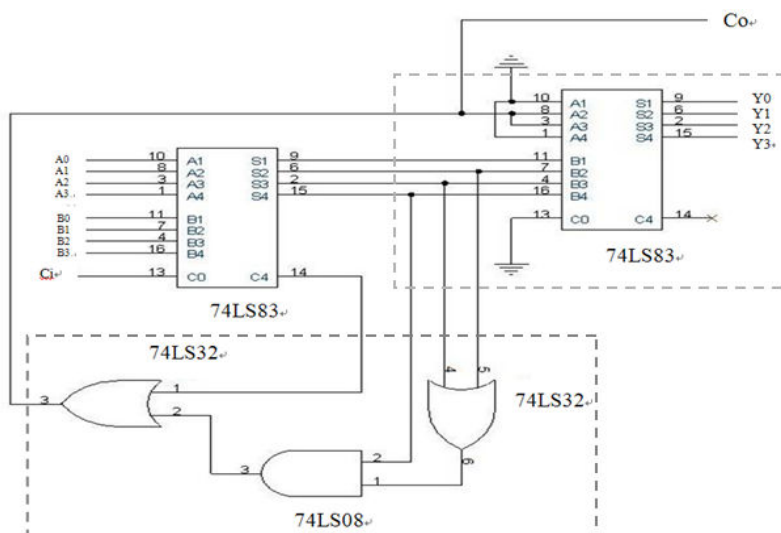 Co↵
10 A1 S1 9 Y0
8 A2 S2 6 Y1
3 A3 S3 2 Y2
1 A4 S4 15 Y3↵
A0 10 A1 S1 9 11 B1
A1 8 A2 S2 6 7 B2
A2 3 A3 S3 2 4 B3
A3.. 1 A4 S4 15 16 B4
B0 11 B1 13 C0 C4 14
B1 7 B2
B2 4 B3
B3.. 16 B4
74LS83↵
Ci↵ 13 C0 C4 14
74LS83↵
74LS32↵
4 5
3 1
2
74LS32↵
6
3 2
1
74LS08↵